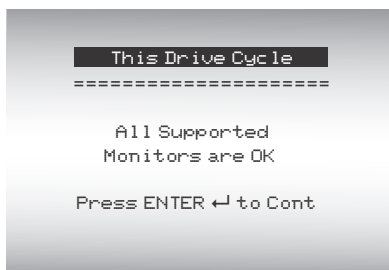 This Drive Cycle
=====================
All Supported
Monitors are OK
Press ENTER ↵ to Cont